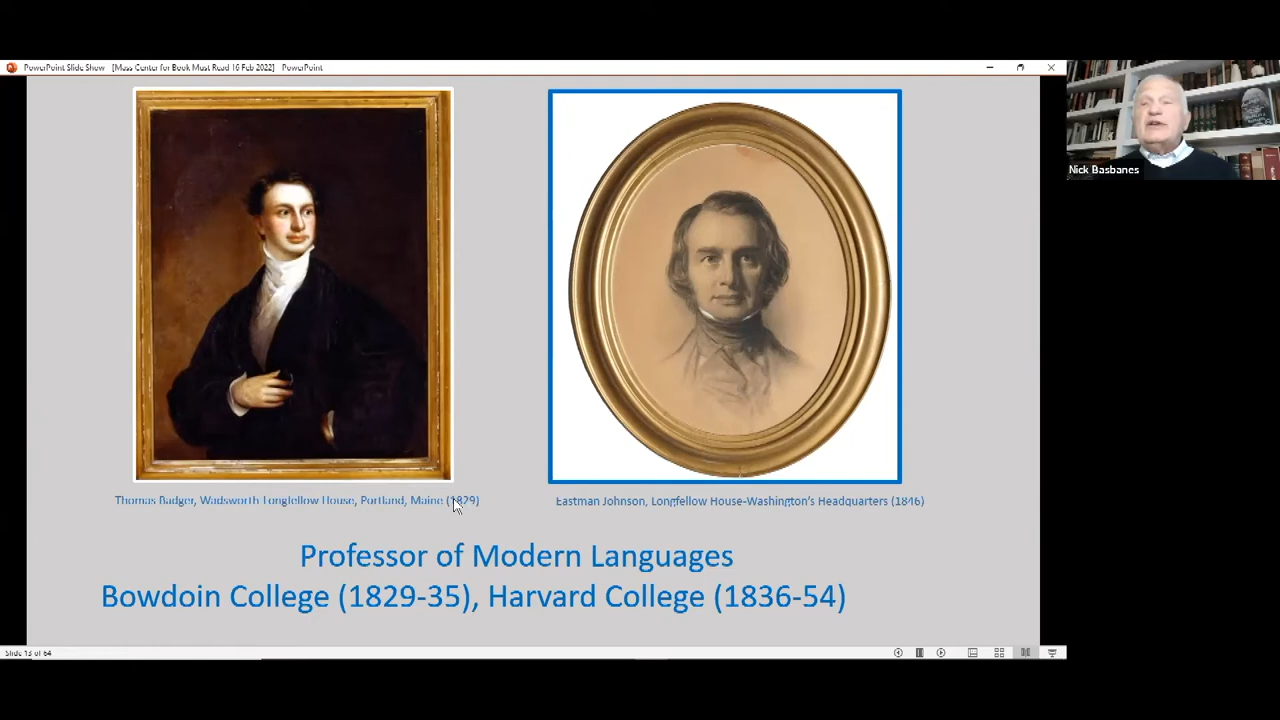 PowerPoint Slide Show - [Mass Center for Book Must Read 16 Feb 2022] - PowerPoint
Nick Basbanes
Thomas Badger, Wadsworth-Longfellow House, Portland, Maine (1829)
Eastman Johnson, Longfellow House-Washington's Headquarters (1846)
Professor of Modern Languages
Bowdoin College (1829-35), Harvard College (1836-54)
Slide 13 of 64